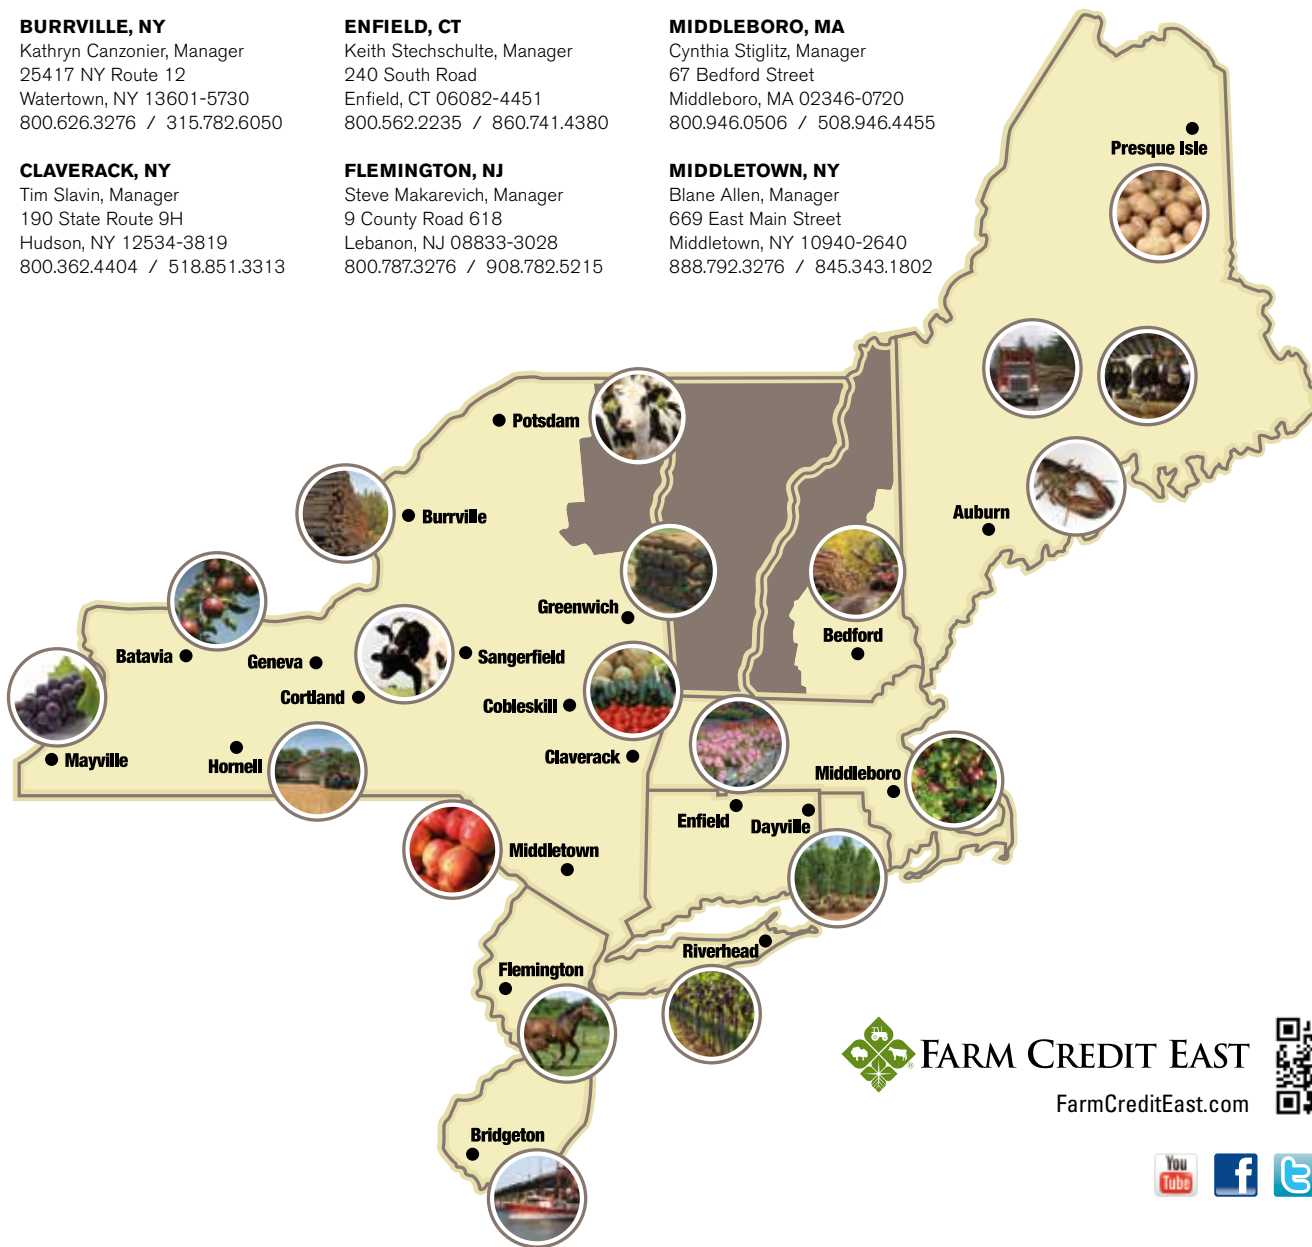 BURRVILLE, NY
Kathryn Canzonier, Manager
25417 NY Route 12
Watertown, NY 13601-5730
800.626.3276 / 315.782.6050
CLAVERACK, NY
Tim Slavin, Manager
190 State Route 9H
Hudson, NY 12534-3819
800.362.4404 / 518.851.3313
ENFIELD, CT
Keith Stechschulte, Manager
240 South Road
Enfield, CT 06082-4451
800.562.2235 / 860.741.4380
FLEMINGTON, NJ
Steve Makarevich, Manager
9 County Road 618
Lebanon, NJ 08833-3028
800.787.3276 / 908.782.5215
MIDDLEBORO, MA
Cynthia Stiglitz, Manager
67 Bedford Street
Middleboro, MA 02346-0720
800.946.0506 / 508.946.4455
MIDDLETOWN, NY
Blane Allen, Manager
669 East Main Street
Middletown, NY 10940-2640
888.792.3276 / 845.343.1802
Presque Isle
Potsdam
Burrville
Auburn
Greenwich
Bedford
Batavia
Geneva
Sangerfield
Cortland
Cobleskill
Mayville
Hornell
Claverack
Middleboro
Enfield
Dayville
Middletown
Riverhead
Flemington
Bridgeton
FARM CREDIT EAST
FarmCreditEast.com
You
Tube
f
t